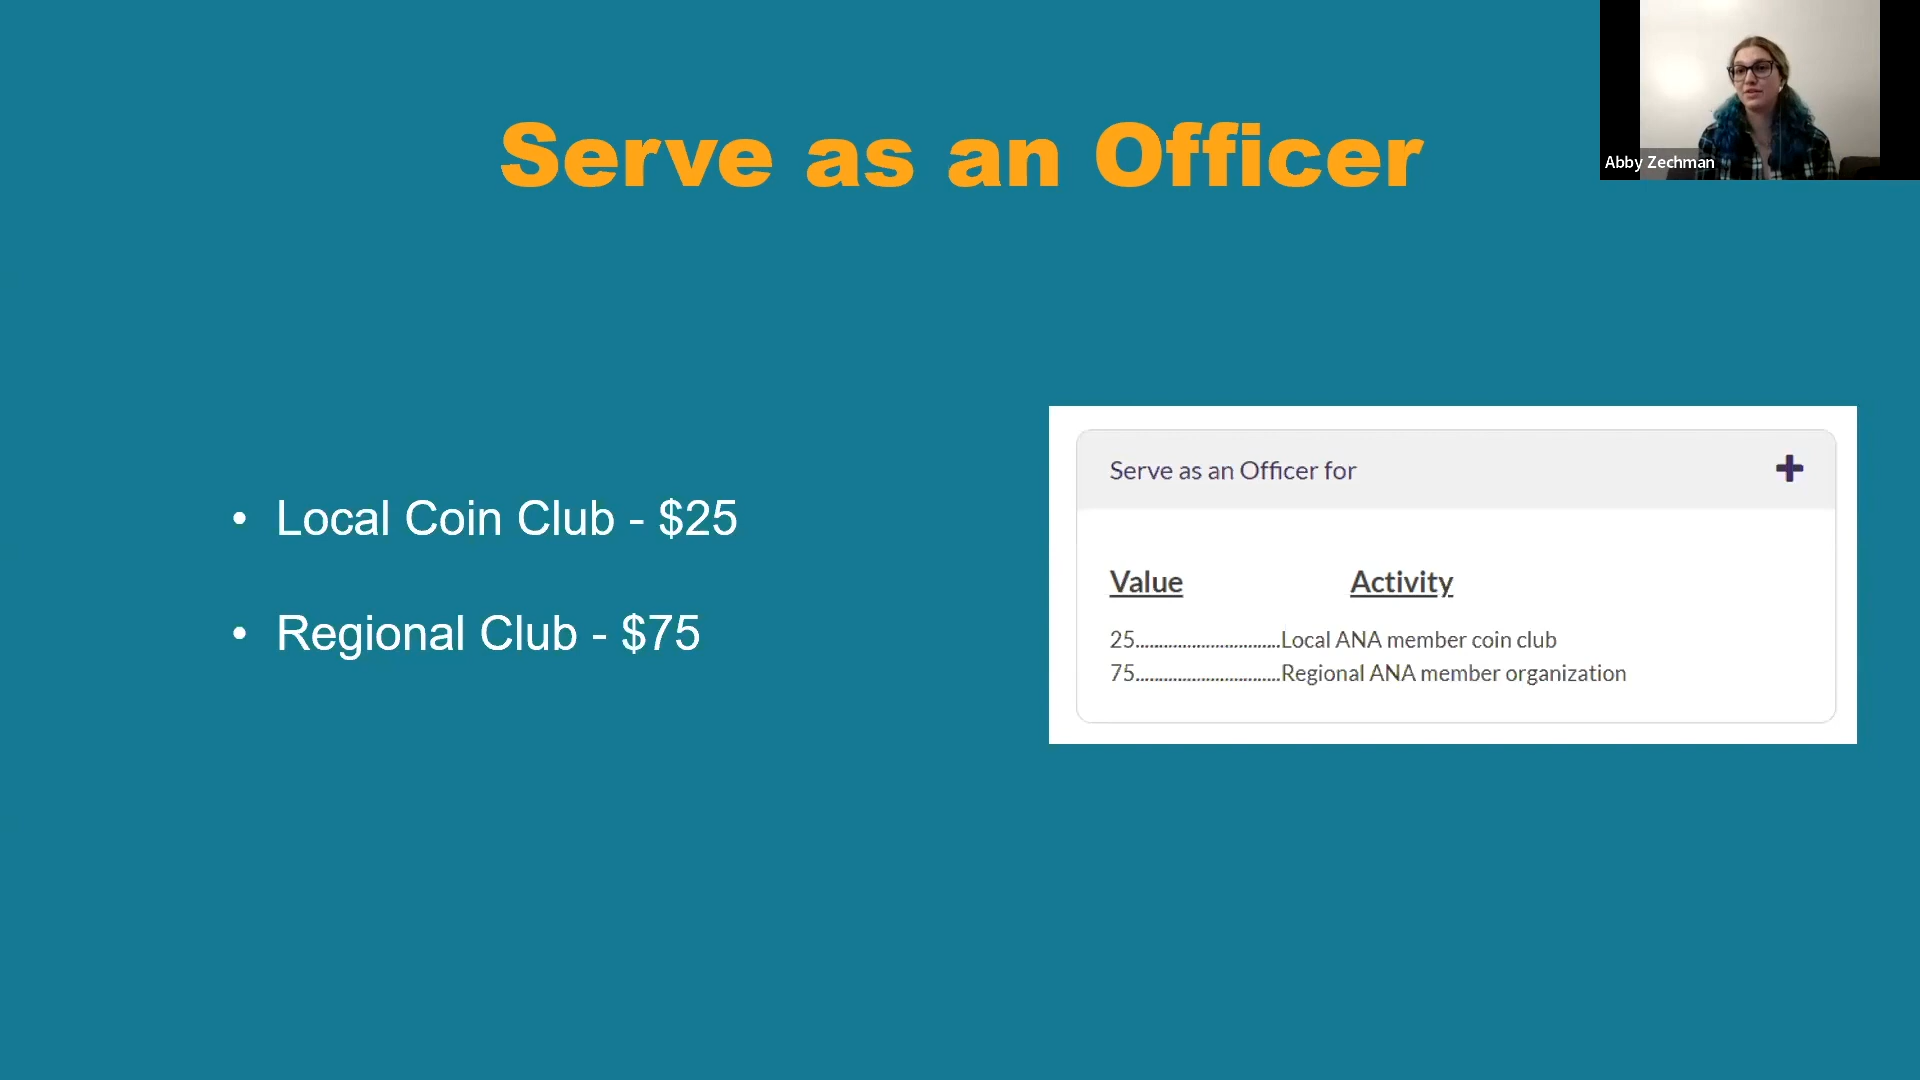 Serve as an Officer
Abby Zechman
• Local Coin Club - $25
• Regional Club - $75
Serve as an Officer for
Value Activity
25................................Local ANA member coin club
75................................Regional ANA member organization